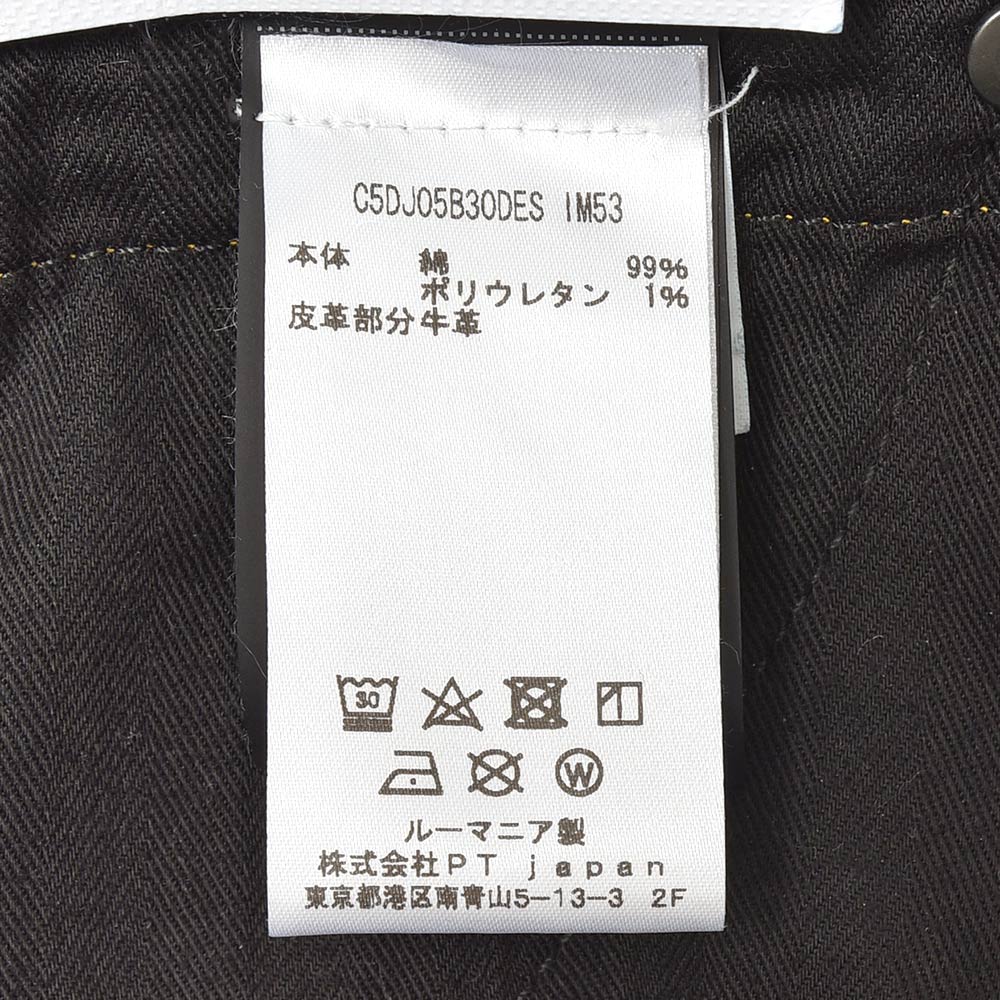 C5DJ05B30DES IM53
本体 綿 99%
ポリウレタン 1%
皮革部分牛革
30
W
ルーマニア製
株式会社PT japan
東京都港区南青山5-13-3 2F